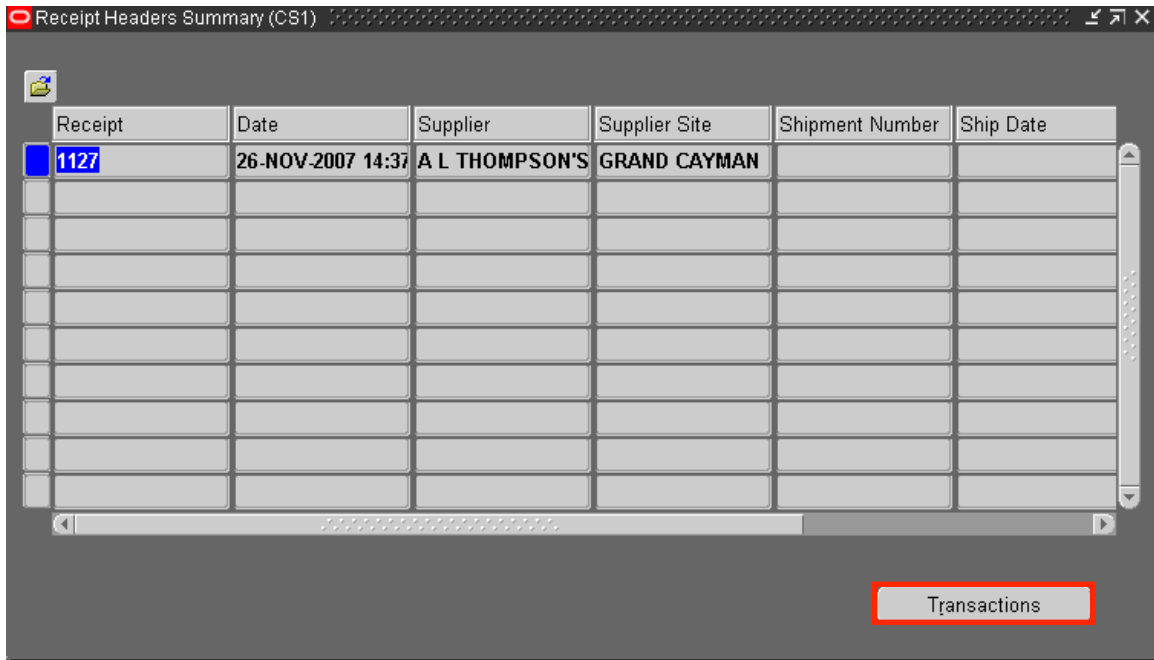 Receipt Headers Summary (CS1)
Receipt Date Supplier Supplier Site Shipment Number Ship Date
1127 26-NOV-2007 14:37 A L THOMPSON'S GRAND CAYMAN
Transactions